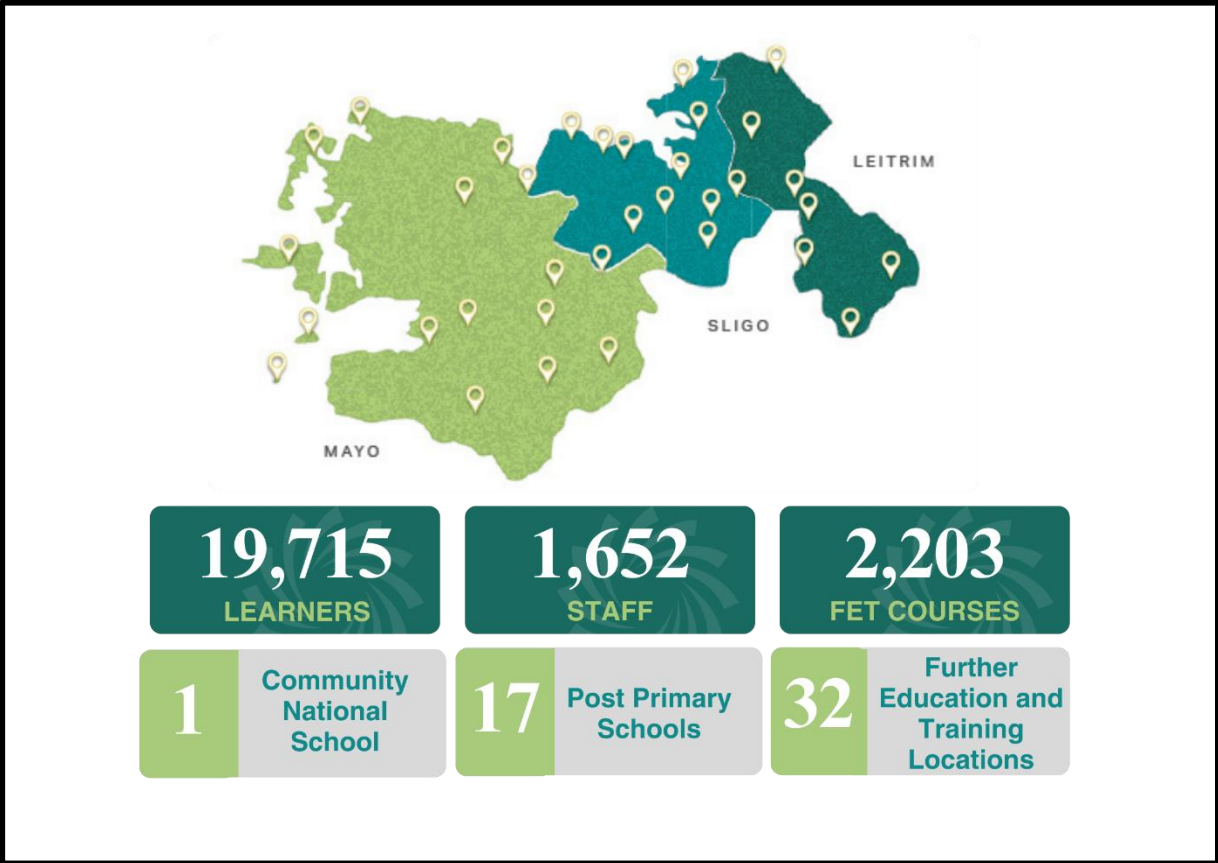 LEITRIM
SLIGO
MAYO
19,715
LEARNERS
1,652
STAFF
2,203
FET COURSES
1
Community
National
School
17
Post Primary
Schools
32
Further
Education and
Training
Locations